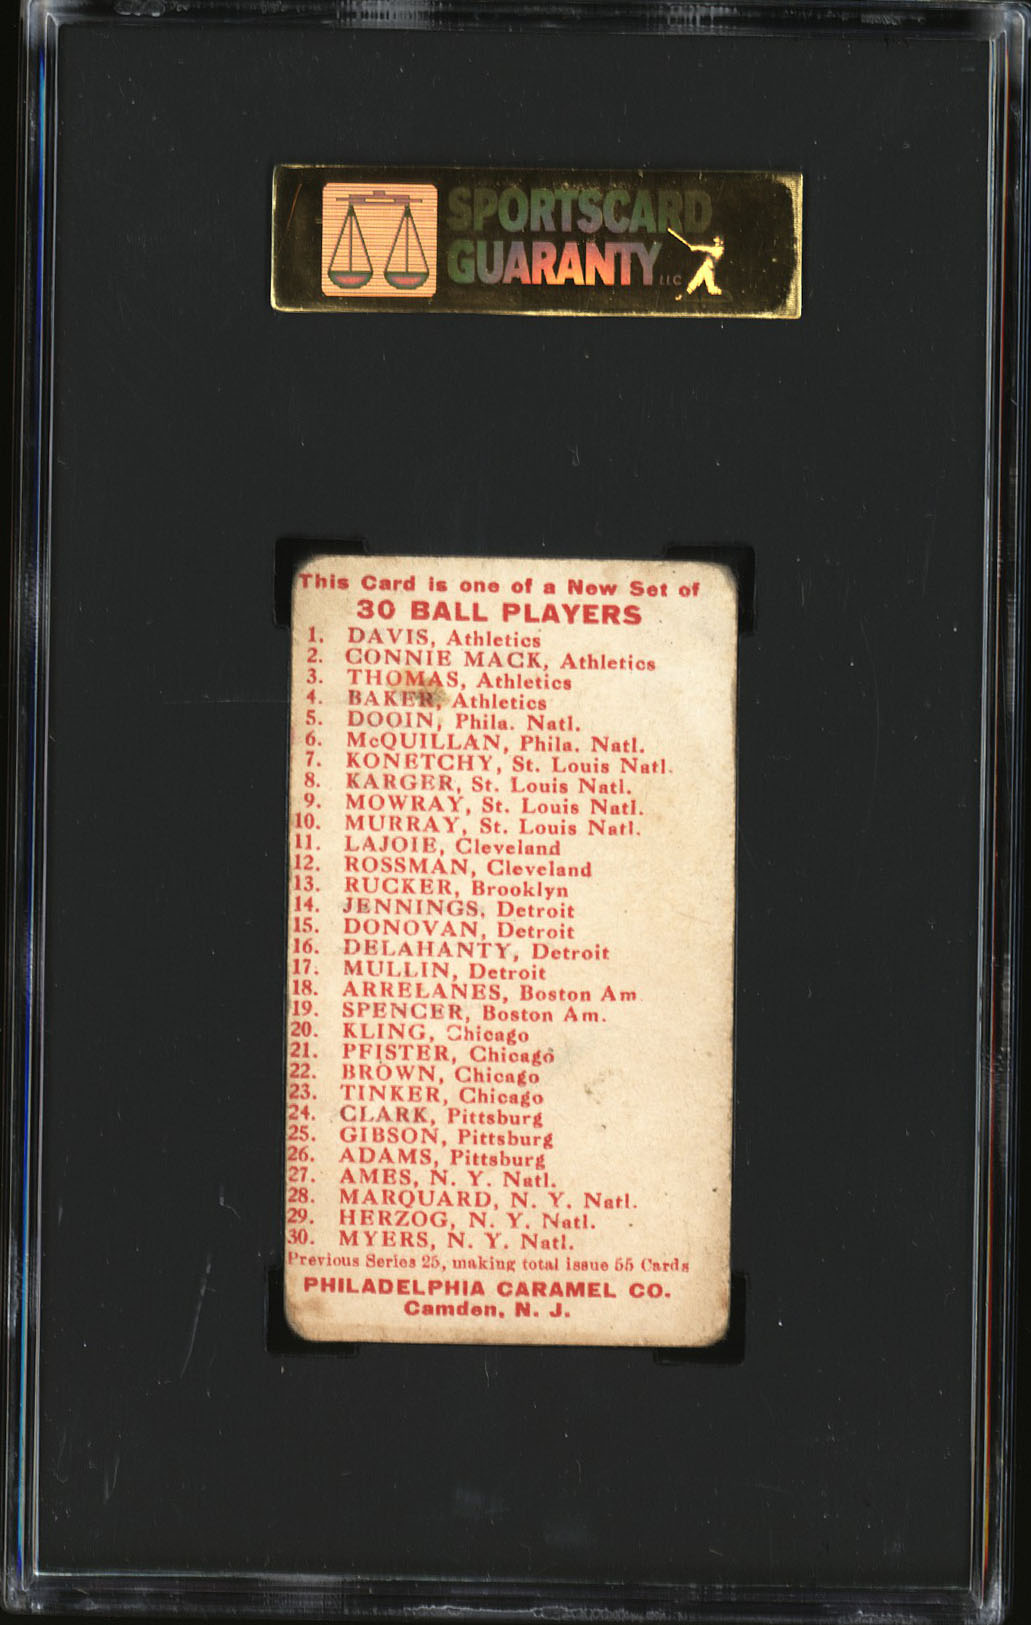 SPORTSCARD
GUARANTY LLC
This Card is one of a New Set of
30 BALL PLAYERS
1. DAVIS, Athletics
2. CONNIE MACK, Athletics
3. THOMAS, Athletics
4. BAKER, Athletics
5. DOOIN, Phila. Natl.
6. McQUILLAN, Phila. Natl.
7. KONETCHY, St. Louis Natl.
8. KARGER, St. Louis Natl.
9. MOWRAY, St. Louis Natl.
10. MURRAY, St. Louis Natl.
11. LAJOIE, Cleveland
12. ROSSMAN, Cleveland
13. RUCKER, Brooklyn
14. JENNINGS, Detroit
15. DONOVAN, Detroit
16. DELAHANTY, Detroit
17. MULLIN, Detroit
18. ARRELANES, Boston Am.
19. SPENCER, Boston Am.
20. KLING, Chicago
21. PFISTER, Chicago
22. BROWN, Chicago
23. TINKER, Chicago
24. CLARK, Pittsburg
25. GIBSON, Pittsburg
26. ADAMS, Pittsburg
27. AMES, N. Y. Natl.
28. MARQUARD, N. Y. Natl.
29. HERZOG, N. Y. Natl.
30. MYERS, N. Y. Natl.
Previous Series 25, making total issue 55 Cards
PHILADELPHIA CARAMEL CO.
Camden, N. J.